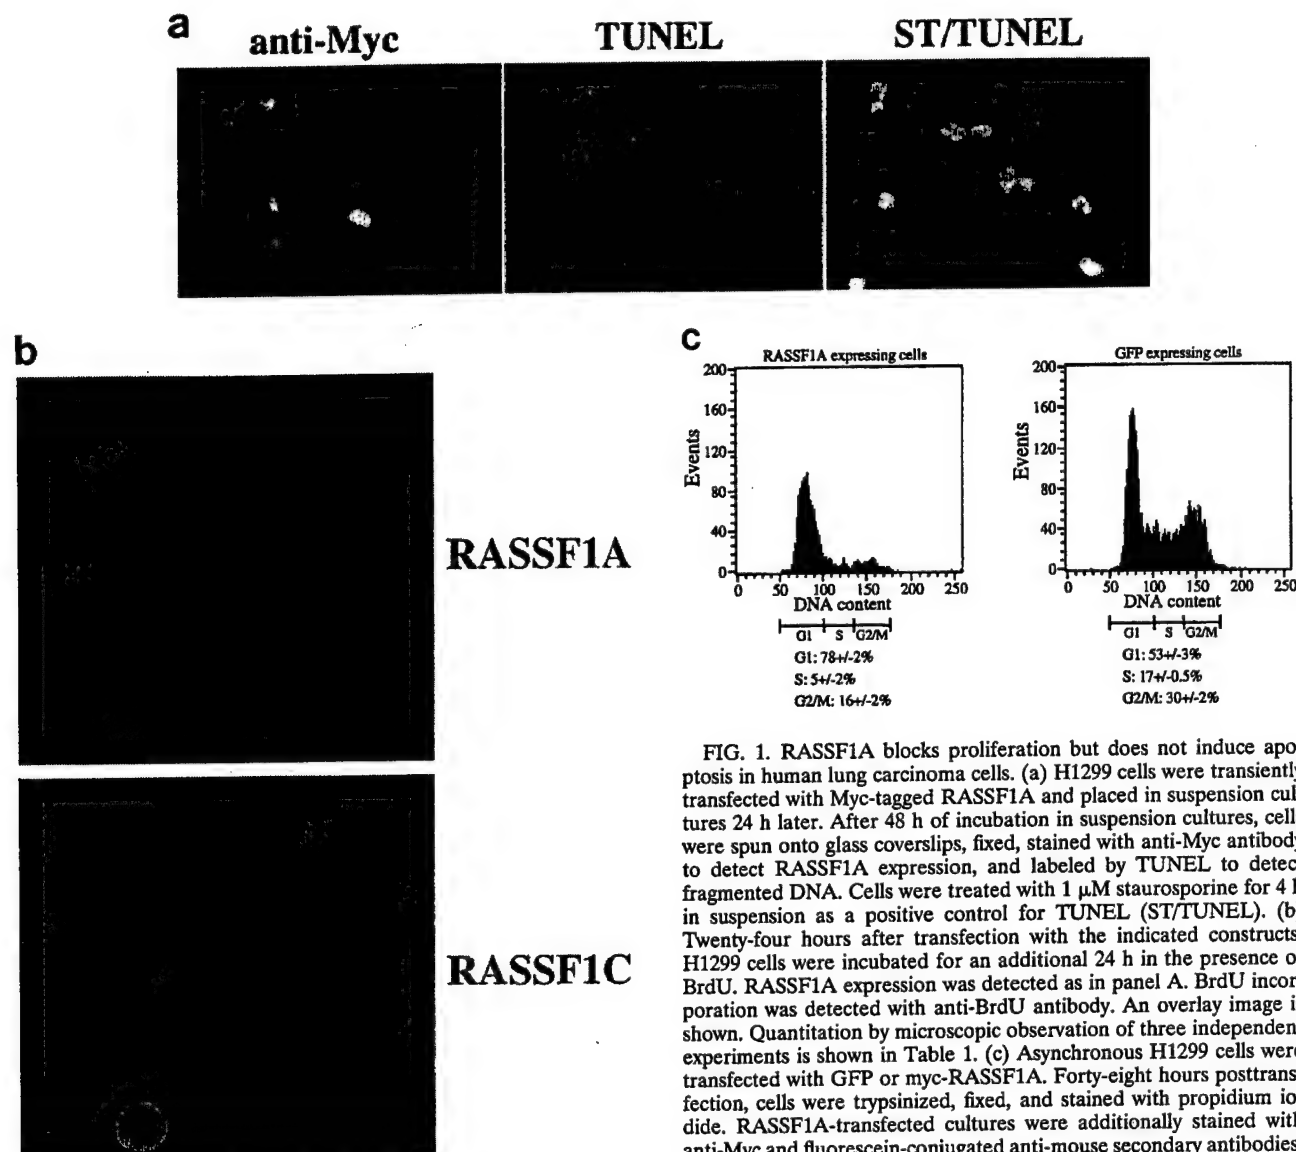 a
anti-Myc
TUNEL
ST/TUNEL
b
RASSF1A
RASSF1C
c
RASSF1A expressing cells
200
160
120
80
40
0
Events
0 50 100 150 200 250
DNA content
G1 S G2/M
G1: 78+/-2%
S: 5+/-2%
G2/M: 16+/-2%
GFP expressing cells
200
160
120
80
40
0
Events
0 50 100 150 200 250
DNA content
G1 S G2/M
G1: 53+/-3%
S: 17+/-0.5%
G2/M: 30+/-2%
FIG. 1. RASSF1A blocks proliferation but does not induce apo-
ptosis in human lung carcinoma cells. (a) H1299 cells were transiently
transfected with Myc-tagged RASSF1A and placed in suspension cul
tures 24 h later. After 48 h of incubation in suspension cultures, cell
were spun onto glass coverslips, fixed, stained with anti-Myc antibody
to detect RASSF1A expression, and labeled by TUNEL to detec
fragmented DNA. Cells were treated with 1 μM staurosporine for 4 h
in suspension as a positive control for TUNEL (ST/TUNEL). (b
Twenty-four hours after transfection with the indicated constructs
H1299 cells were incubated for an additional 24 h in the presence o
BrdU. RASSF1A expression was detected as in panel A. BrdU incor
poration was detected with anti-BrdU antibody. An overlay image i
shown. Quantitation by microscopic observation of three independen
experiments is shown in Table 1. (c) Asynchronous H1299 cells were
transfected with GFP or myc-RASSF1A. Forty-eight hours posttrans
fection, cells were trypsinized, fixed, and stained with propidium io
dide. RASSF1A-transfected cultures were additionally stained with
anti-Myc and fluorescein-conjugated anti-mouse secondary antibodies